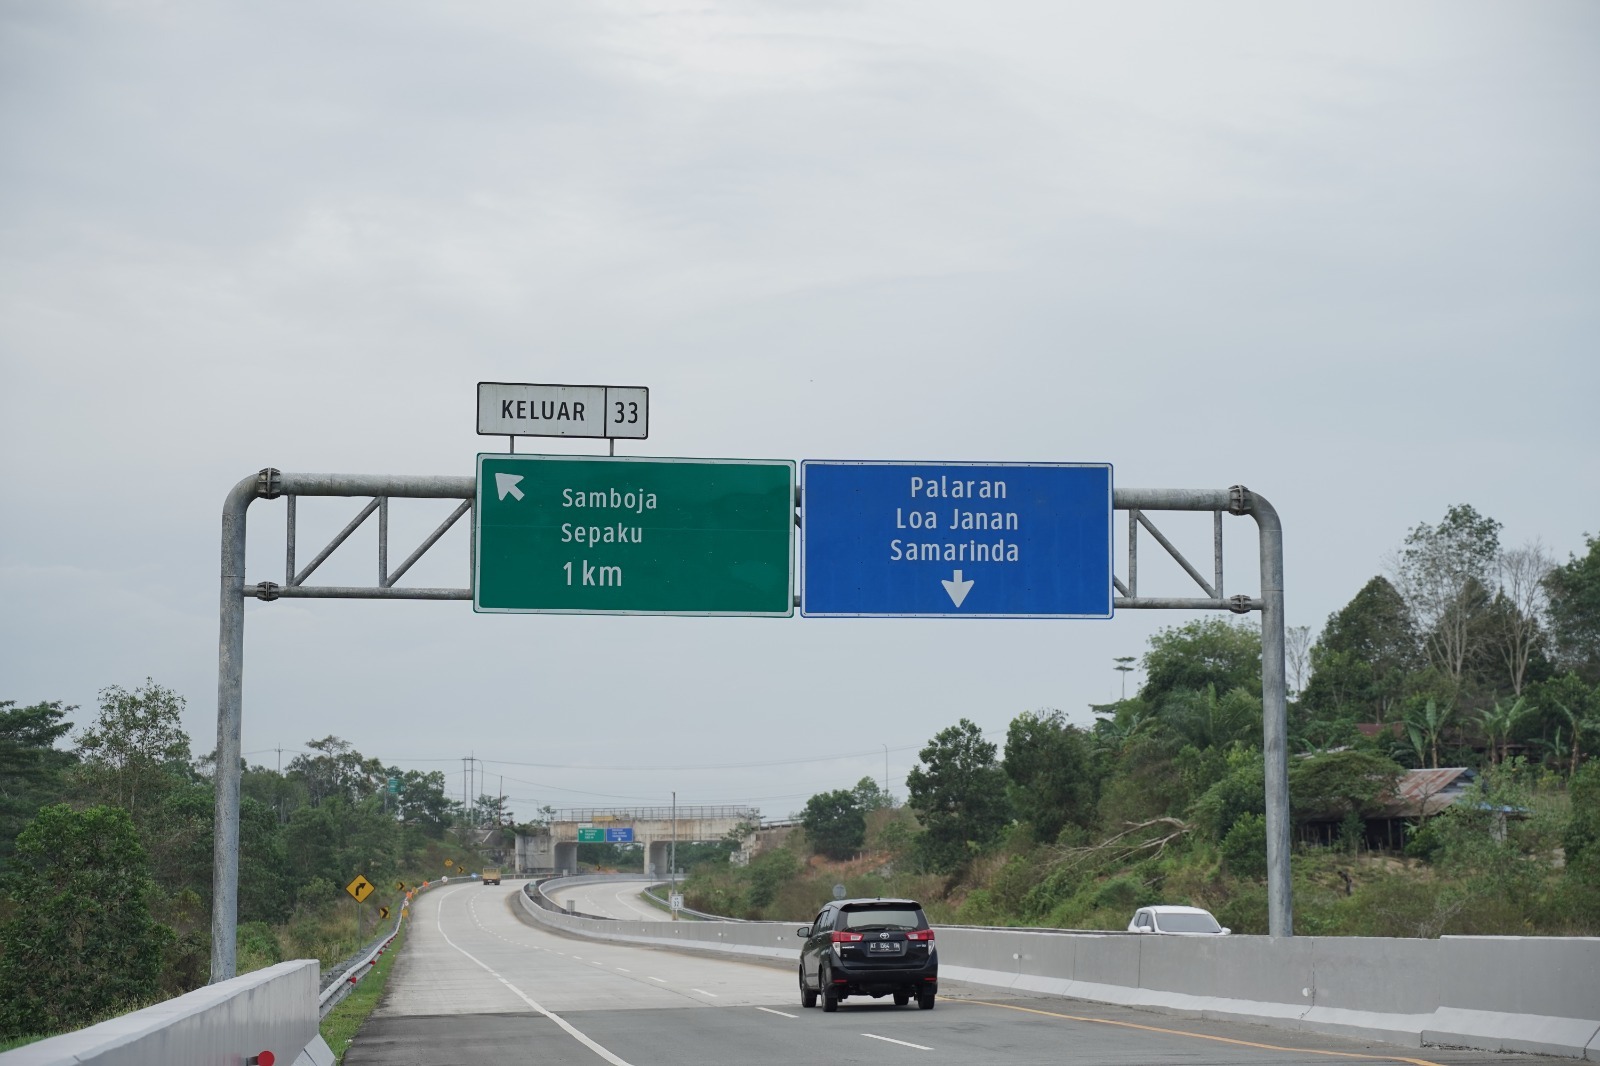 KELUAR 33
Samboja
Sepaku
1 km
Palaran
Loa Janan
Samarinda